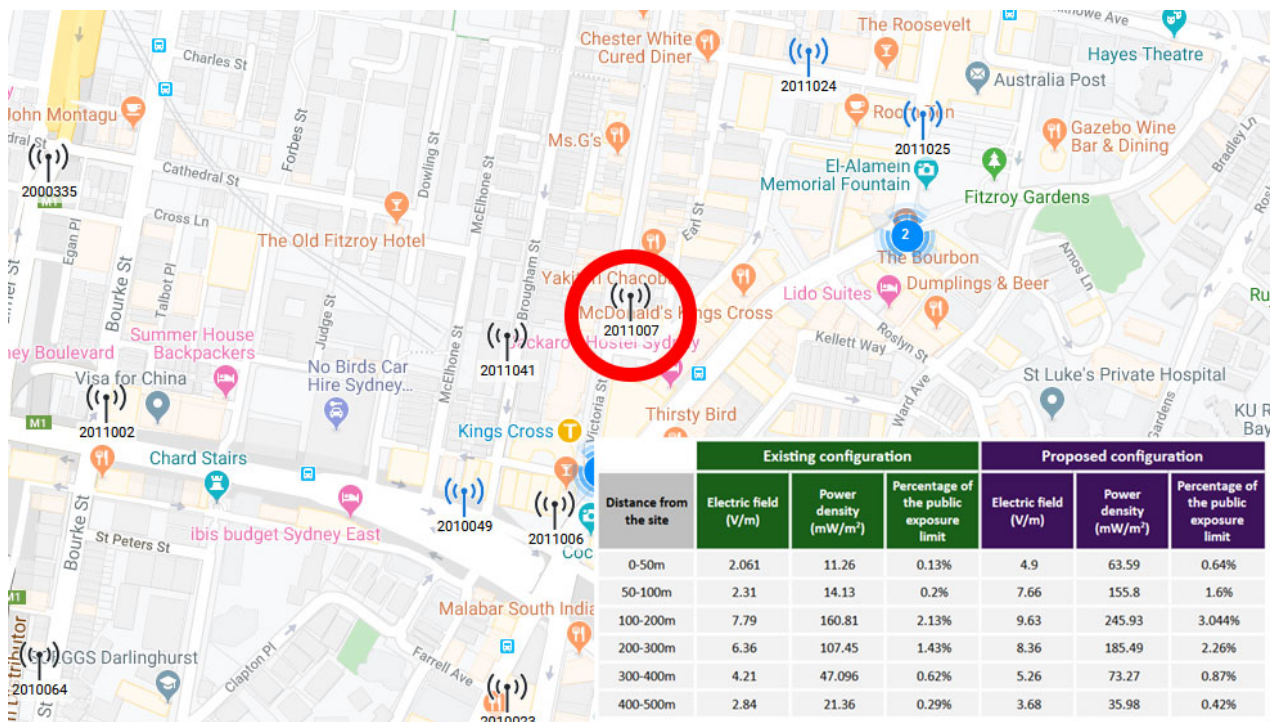 The Roosevelt
Chester White
Cured Diner
Hayes Theatre
Charles St
2011024
Australia Post
John Montagu
Forbes St
Ms.G's
2011025
Gazebo Wine
Bar & Dining
Bradley Ln
2000335
M1
Cathedral St
Dowling St
McElhone St
El-Alamein
Memorial Fountain
Fitzroy Gardens
Cross Ln
Egan Pl
The Old Fitzroy Hotel
Earl St
2
The Bourbon
Amos Ln
Bourke St
Talbot Pl
Brougham St
Lido Suites
Dumplings & Beer
McDonald's Kings Cross
2011007
Judge St
Summer House
Backpackers
2011041
Kellett Way
Roslyn St
Visa for China
No Birds Car
Hire Sydney...
McElhone St
St Luke's Private Hospital
2011002
M1
Victoria St
Thirsty Bird
Ward Ave
Kings Cross
Chard Stairs
2010049
2011006
ibis budget Sydney East
Bourke St
St Peters St
M1
Malabar South India
SCEGGS Darlinghurst
2010064
Clapton Pl
Farrell Ave
2010023
Existing configuration Proposed configuration
Distance from the site Electric field (V/m) Power density (mW/m²) Percentage of the public exposure limit Electric field (V/m) Power density (mW/m²) Percentage of the public exposure limit
0-50m 2.061 11.26 0.13% 4.9 63.59 0.64%
50-100m 2.31 14.13 0.2% 7.66 155.8 1.6%
100-200m 7.79 160.81 2.13% 9.63 245.93 3.044%
200-300m 6.36 107.45 1.43% 8.36 185.49 2.26%
300-400m 4.21 47.096 0.62% 5.26 73.27 0.87%
400-500m 2.84 21.36 0.29% 3.68 35.98 0.42%